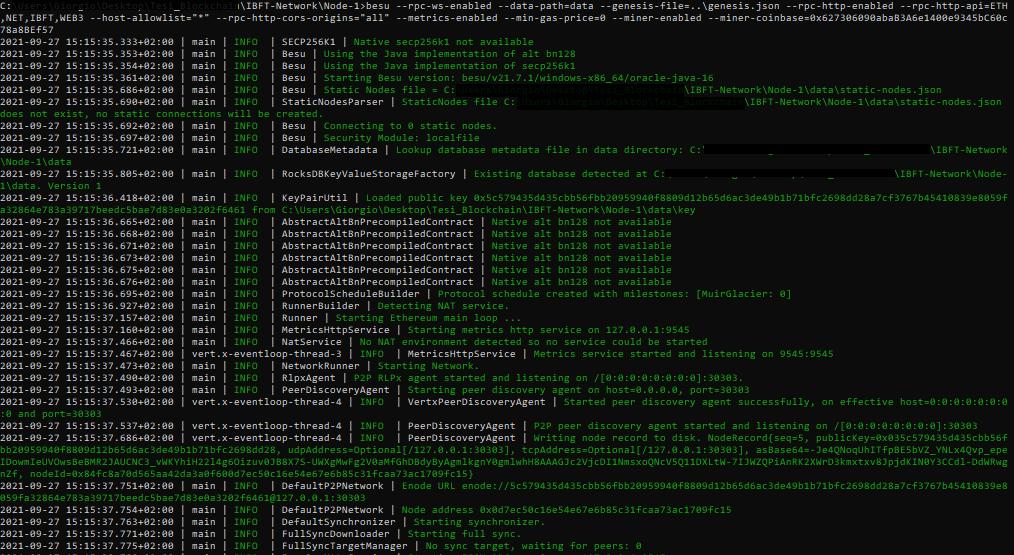 C:\Users\Giorgio\Desktop\Tesi_Blockchain\IBFT-Network\Node-1>besu --rpc-ws-enabled --data-path=data --genesis-file=..\genesis.json --rpc-http-enabled --rpc-http-api=ETH
,NET,IBFT,WEB3 --host-allowlist="*" --rpc-http-cors-origins="all" --metrics-enabled --min-gas-price=0 --miner-enabled --miner-coinbase=0x627306090abaB3A6e1400e9345bC60c
78a8BEf57
2021-09-27 15:15:35.333+02:00 | main | INFO | SECP256K1 | Native secp256k1 not available
2021-09-27 15:15:35.353+02:00 | main | INFO | Besu | Using the Java implementation of alt bn128
2021-09-27 15:15:35.354+02:00 | main | INFO | Besu | Using the Java implementation of secp256k1
2021-09-27 15:15:35.361+02:00 | main | INFO | Besu | Starting Besu version: besu/v21.7.1/windows-x86_64/oracle-java-16
2021-09-27 15:15:35.686+02:00 | main | INFO | Besu | Static Nodes file = C: \IBFT-Network\Node-1\data\static-nodes.json
2021-09-27 15:15:35.690+02:00 | main | INFO | StaticNodesParser | StaticNodes file C: \IBFT-Network\Node-1\data\static-nodes.json
does not exist, no static connections will be created.
2021-09-27 15:15:35.692+02:00 | main | INFO | Besu | Connecting to 0 static nodes.
2021-09-27 15:15:35.697+02:00 | main | INFO | Besu | Security Module: localfile
2021-09-27 15:15:35.721+02:00 | main | INFO | DatabaseMetadata | Lookup database metadata file in data directory: C: \IBFT-Network
\Node-1\data
2021-09-27 15:15:35.805+02:00 | main | INFO | RocksDBKeyValueStorageFactory | Existing database detected at C: \IBFT-Network\Node-
1\data. Version 1
2021-09-27 15:15:36.418+02:00 | main | INFO | KeyPairUtil | Loaded public key 0x5c579435d435cbb56fbb20959940f8809d12b65d6ac3de49b1b71bfc2698dd28a7cf3767b45410839e8059f
a32864e783a39717beedc5bae7d83e0a3202f6461 from C:\Users\Giorgio\Desktop\Tesi_Blockchain\IBFT-Network\Node-1\data\key
2021-09-27 15:15:36.665+02:00 | main | INFO | AbstractAltBnPrecompiledContract | Native alt bn128 not available
2021-09-27 15:15:36.668+02:00 | main | INFO | AbstractAltBnPrecompiledContract | Native alt bn128 not available
2021-09-27 15:15:36.671+02:00 | main | INFO | AbstractAltBnPrecompiledContract | Native alt bn128 not available
2021-09-27 15:15:36.673+02:00 | main | INFO | AbstractAltBnPrecompiledContract | Native alt bn128 not available
2021-09-27 15:15:36.675+02:00 | main | INFO | AbstractAltBnPrecompiledContract | Native alt bn128 not available
2021-09-27 15:15:36.676+02:00 | main | INFO | AbstractAltBnPrecompiledContract | Native alt bn128 not available
2021-09-27 15:15:36.695+02:00 | main | INFO | ProtocolScheduleBuilder | Protocol schedule created with milestones: [MuirGlacier: 0]
2021-09-27 15:15:36.927+02:00 | main | INFO | RunnerBuilder | Detecting NAT service.
2021-09-27 15:15:37.157+02:00 | main | INFO | Runner | Starting Ethereum main loop ...
2021-09-27 15:15:37.160+02:00 | main | INFO | MetricsHttpService | Starting metrics http service on 127.0.0.1:9545
2021-09-27 15:15:37.466+02:00 | main | INFO | NatService | No NAT environment detected so no service could be started
2021-09-27 15:15:37.467+02:00 | vert.x-eventloop-thread-3 | INFO | MetricsHttpService | Metrics service started and listening on 9545:9545
2021-09-27 15:15:37.473+02:00 | main | INFO | NetworkRunner | Starting Network.
2021-09-27 15:15:37.490+02:00 | main | INFO | RlpxAgent | P2P RLPx agent started and listening on /[0:0:0:0:0:0:0:0]:30303.
2021-09-27 15:15:37.494+02:00 | main | INFO | PeerDiscoveryAgent | Starting peer discovery agent on host=0.0.0.0, port=30303
2021-09-27 15:15:37.530+02:00 | vert.x-eventloop-thread-4 | INFO | VertxPeerDiscoveryAgent | Started peer discovery agent successfully, on effective host=0:0:0:0:0:0:0
:0 and port=30303
2021-09-27 15:15:37.537+02:00 | vert.x-eventloop-thread-4 | INFO | PeerDiscoveryAgent | P2P peer discovery agent started and listening on /[0:0:0:0:0:0:0:0]:30303
2021-09-27 15:15:37.686+02:00 | vert.x-eventloop-thread-4 | INFO | PeerDiscoveryAgent | Writing node record to disk. NodeRecord{seq=5, publicKey=0x035c579435d435cbb56f
bb20959940f8809d12b65d6ac3de49b1b71bfc2698dd28, udpAddress=Optional[/127.0.0.1:30303], tcpAddress=Optional[/127.0.0.1:30303],
2021-09-27 15:15:37.751+02:00 | main | INFO | DefaultP2PNetwork | Enode URL enode://5c579435d435cbb56fbb20959940f8809d12b65d6ac3de49b1b71bfc2698dd28a7cf3767b45410839e8
059fa32864e783a39717beedc5bae7d83e0a3202f6461@127.0.0.1:30303
2021-09-27 15:15:37.754+02:00 | main | INFO | DefaultP2PNetwork | Node address 0x0d7ec50c16e54e67e6b85c31fcaa73ac1709fc15
2021-09-27 15:15:37.763+02:00 | main | INFO | DefaultSynchronizer | Starting synchronizer.
2021-09-27 15:15:37.771+02:00 | main | INFO | FullSyncDownloader | Starting full sync.
2021-09-27 15:15:37.775+02:00 | main | INFO | FullSyncTargetManager | No sync target, waiting for peers: 0